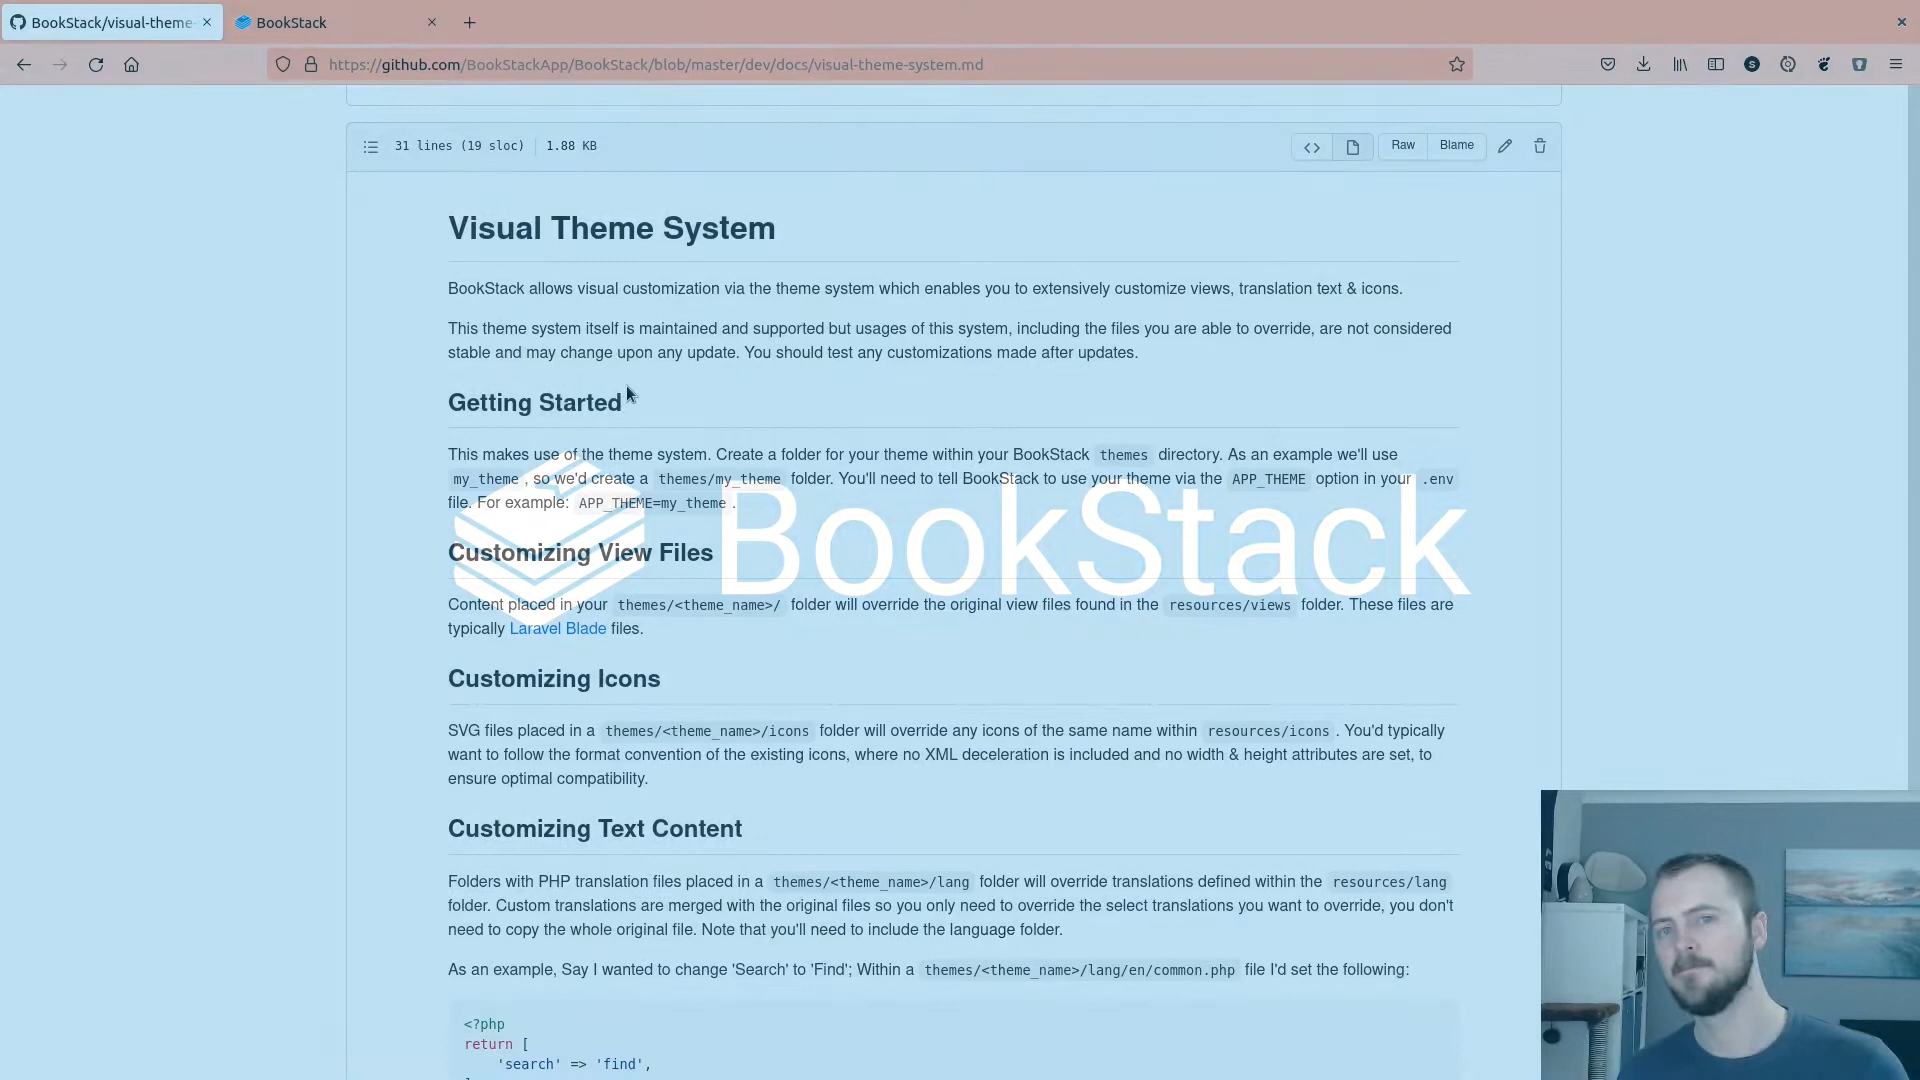 BookStack/visual-theme-
BookStack
https://github.com/BookStackApp/BookStack/blob/master/dev/docs/visual-theme-system.md
31 lines (19 sloc) 1.88 KB
Raw Blame
Visual Theme System
BookStack allows visual customization via the theme system which enables you to extensively customize views, translation text & icons.
This theme system itself is maintained and supported but usages of this system, including the files you are able to override, are not considered
stable and may change upon any update. You should test any customizations made after updates.
Getting Started
This makes use of the theme system. Create a folder for your theme within your BookStack themes directory. As an example we'll use
my_theme , so we'd create a themes/my_theme folder. You'll need to tell BookStack to use your theme via the APP_THEME option in your .env
file. For example: APP_THEME=my_theme .
BookStack
Customizing View Files
Content placed in your themes/<theme_name>/ folder will override the original view files found in the resources/views folder. These files are
typically Laravel Blade files.
Customizing Icons
SVG files placed in a themes/<theme_name>/icons folder will override any icons of the same name within resources/icons . You'd typically
want to follow the format convention of the existing icons, where no XML deceleration is included and no width & height attributes are set, to
ensure optimal compatibility.
Customizing Text Content
Folders with PHP translation files placed in a themes/<theme_name>/lang folder will override translations defined within the resources/lang
folder. Custom translations are merged with the original files so you only need to override the select translations you want to override, you don't
need to copy the whole original file. Note that you'll need to include the language folder.
As an example, Say I wanted to change 'Search' to 'Find'; Within a themes/<theme_name>/lang/en/common.php file I'd set the following:
<?php
return [
'search' => 'find',